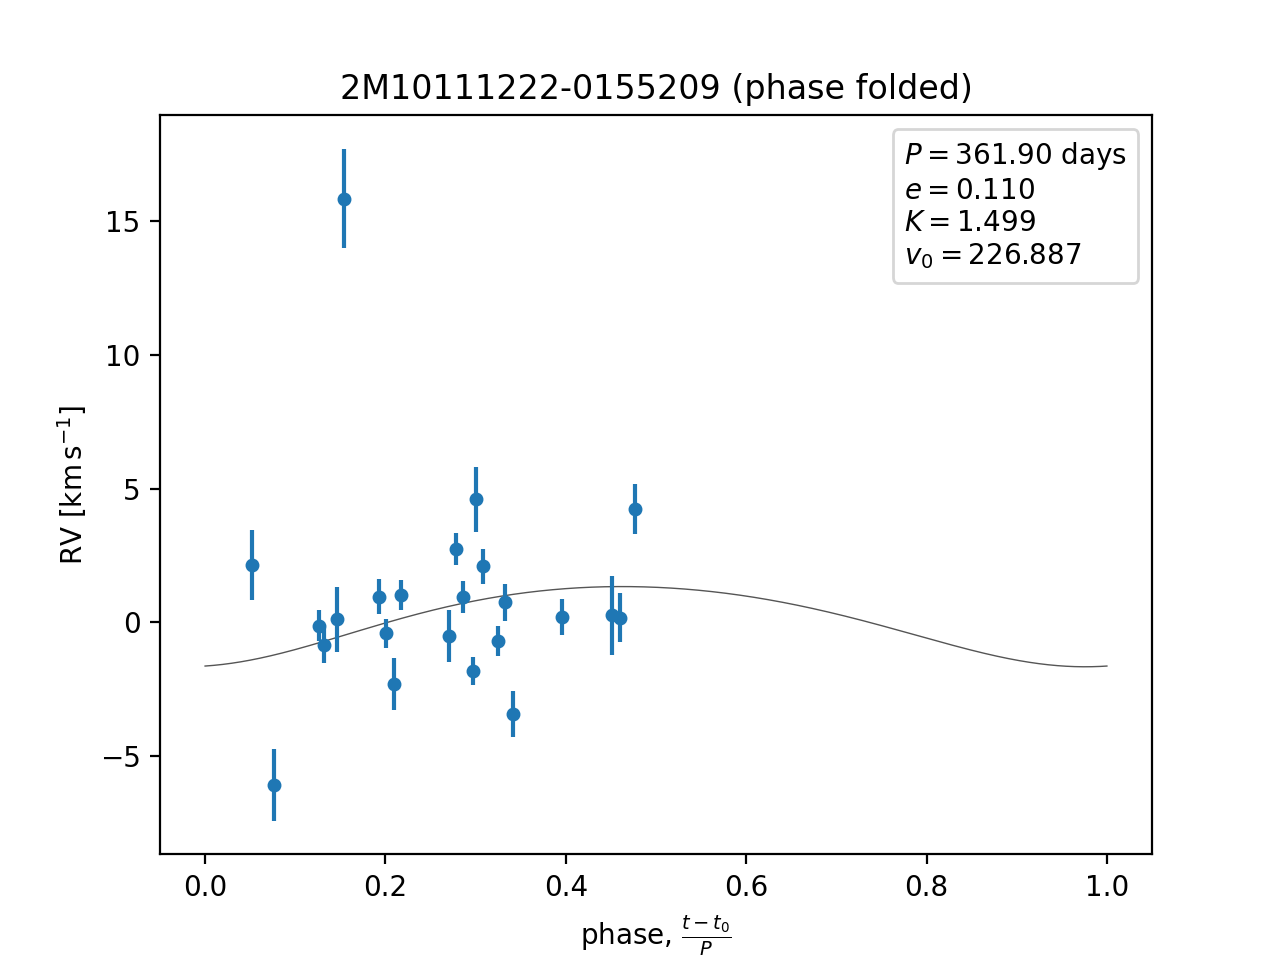 2M10111222-0155209 (phase folded)
P = 361.90 days
e = 0.110
K = 1.499
v₀ = 226.887
15
10
5
0
−5
RV [km s⁻¹]
0.0 0.2 0.4 0.6 0.8 1.0
phase, (t − t₀)/P